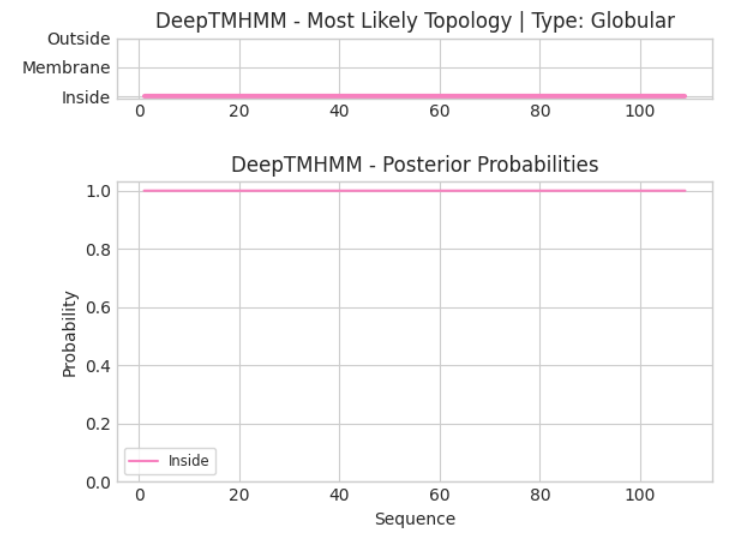 DeepTMHMM - Most Likely Topology | Type: Globular
Outside
Membrane
Inside
0 20 40 60 80 100
DeepTMHMM - Posterior Probabilities
1.0
0.8
0.6
0.4
0.2
0.0
Probability
Inside
0 20 40 60 80 100
Sequence